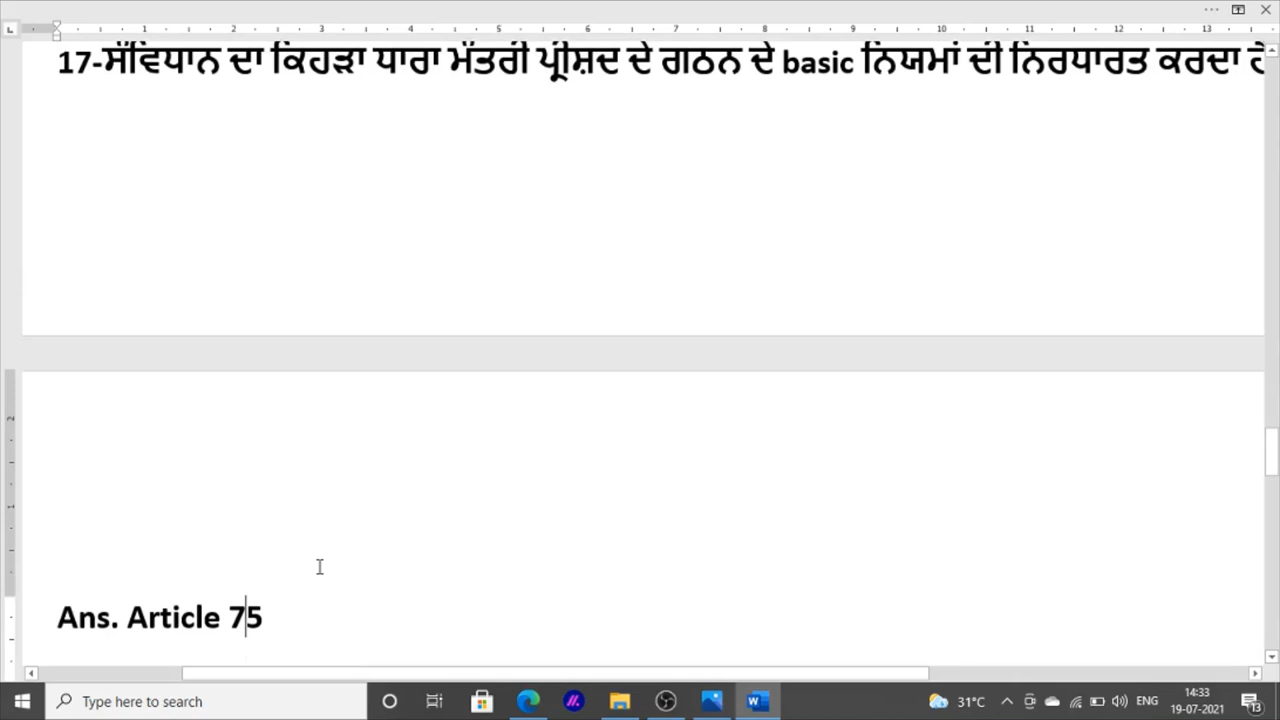 17-ਸੰਵਿਧਾਨ ਦਾ ਕਿਹੜਾ ਧਾਰਾ ਮੰਤਰੀ ਪ੍ਰੀਸ਼ਦ ਦੇ ਗਠਨ ਦੇ basic ਨਿਯਮਾਂ ਦੀ ਨਿਰਧਾਰਤ ਕਰਦਾ
Ans. Article 75
Type here to search
31°C
ENG
14:33
19-07-2021
13